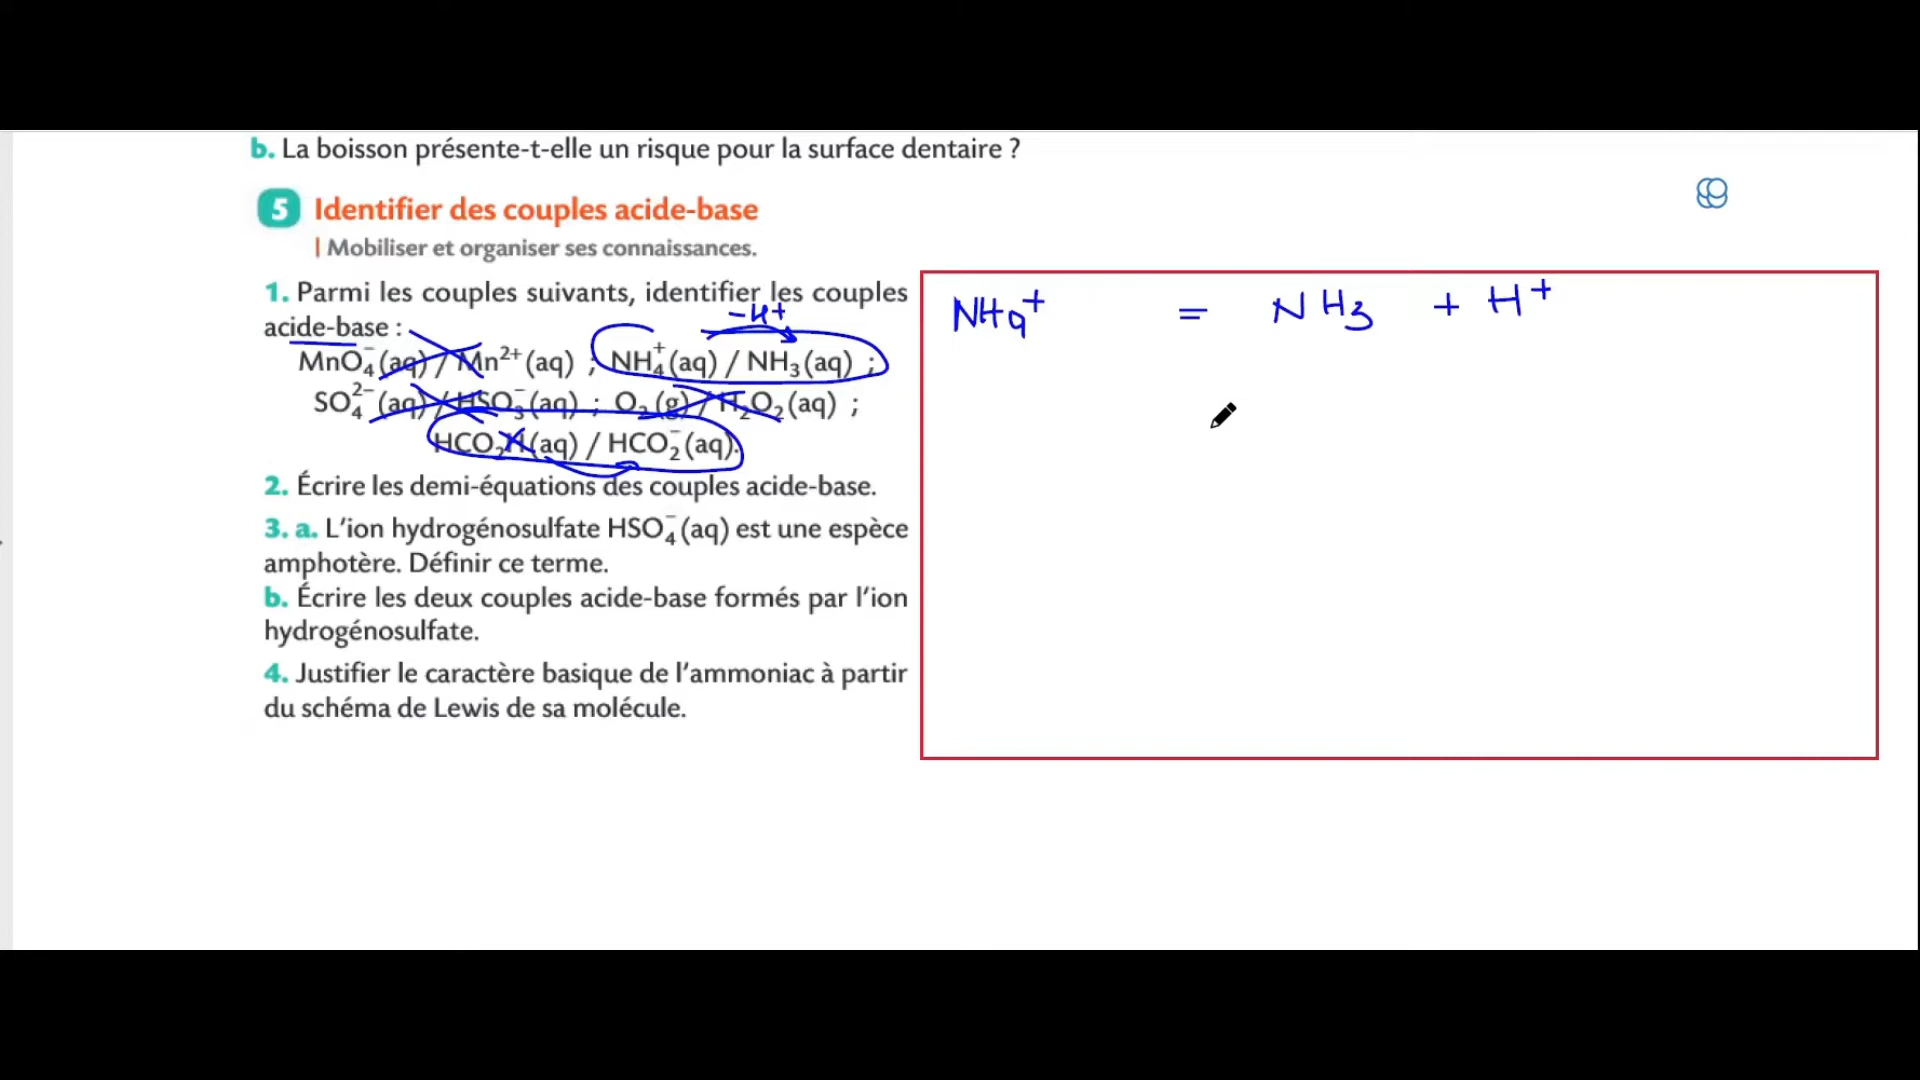 b. La boisson présente-t-elle un risque pour la surface dentaire ?
5 Identifier des couples acide-base
| Mobiliser et organiser ses connaissances.
1. Parmi les couples suivants, identifier les couples
acide-base :
-H+
MnO₄⁻(aq) / Mn²⁺(aq) ; NH₄⁺(aq) / NH₃(aq) ;
SO₄²⁻(aq) / HSO₃⁻(aq) ; O₂(g) / H₂O₂(aq) ;
HCO₂H(aq) / HCO₂⁻(aq).
2. Écrire les demi-équations des couples acide-base.
3. a. L'ion hydrogénosulfate HSO₄⁻(aq) est une espèce
amphotère. Définir ce terme.
b. Écrire les deux couples acide-base formés par l'ion
hydrogénosulfate.
4. Justifier le caractère basique de l'ammoniac à partir
du schéma de Lewis de sa molécule.
NH4+ = NH3 + H+